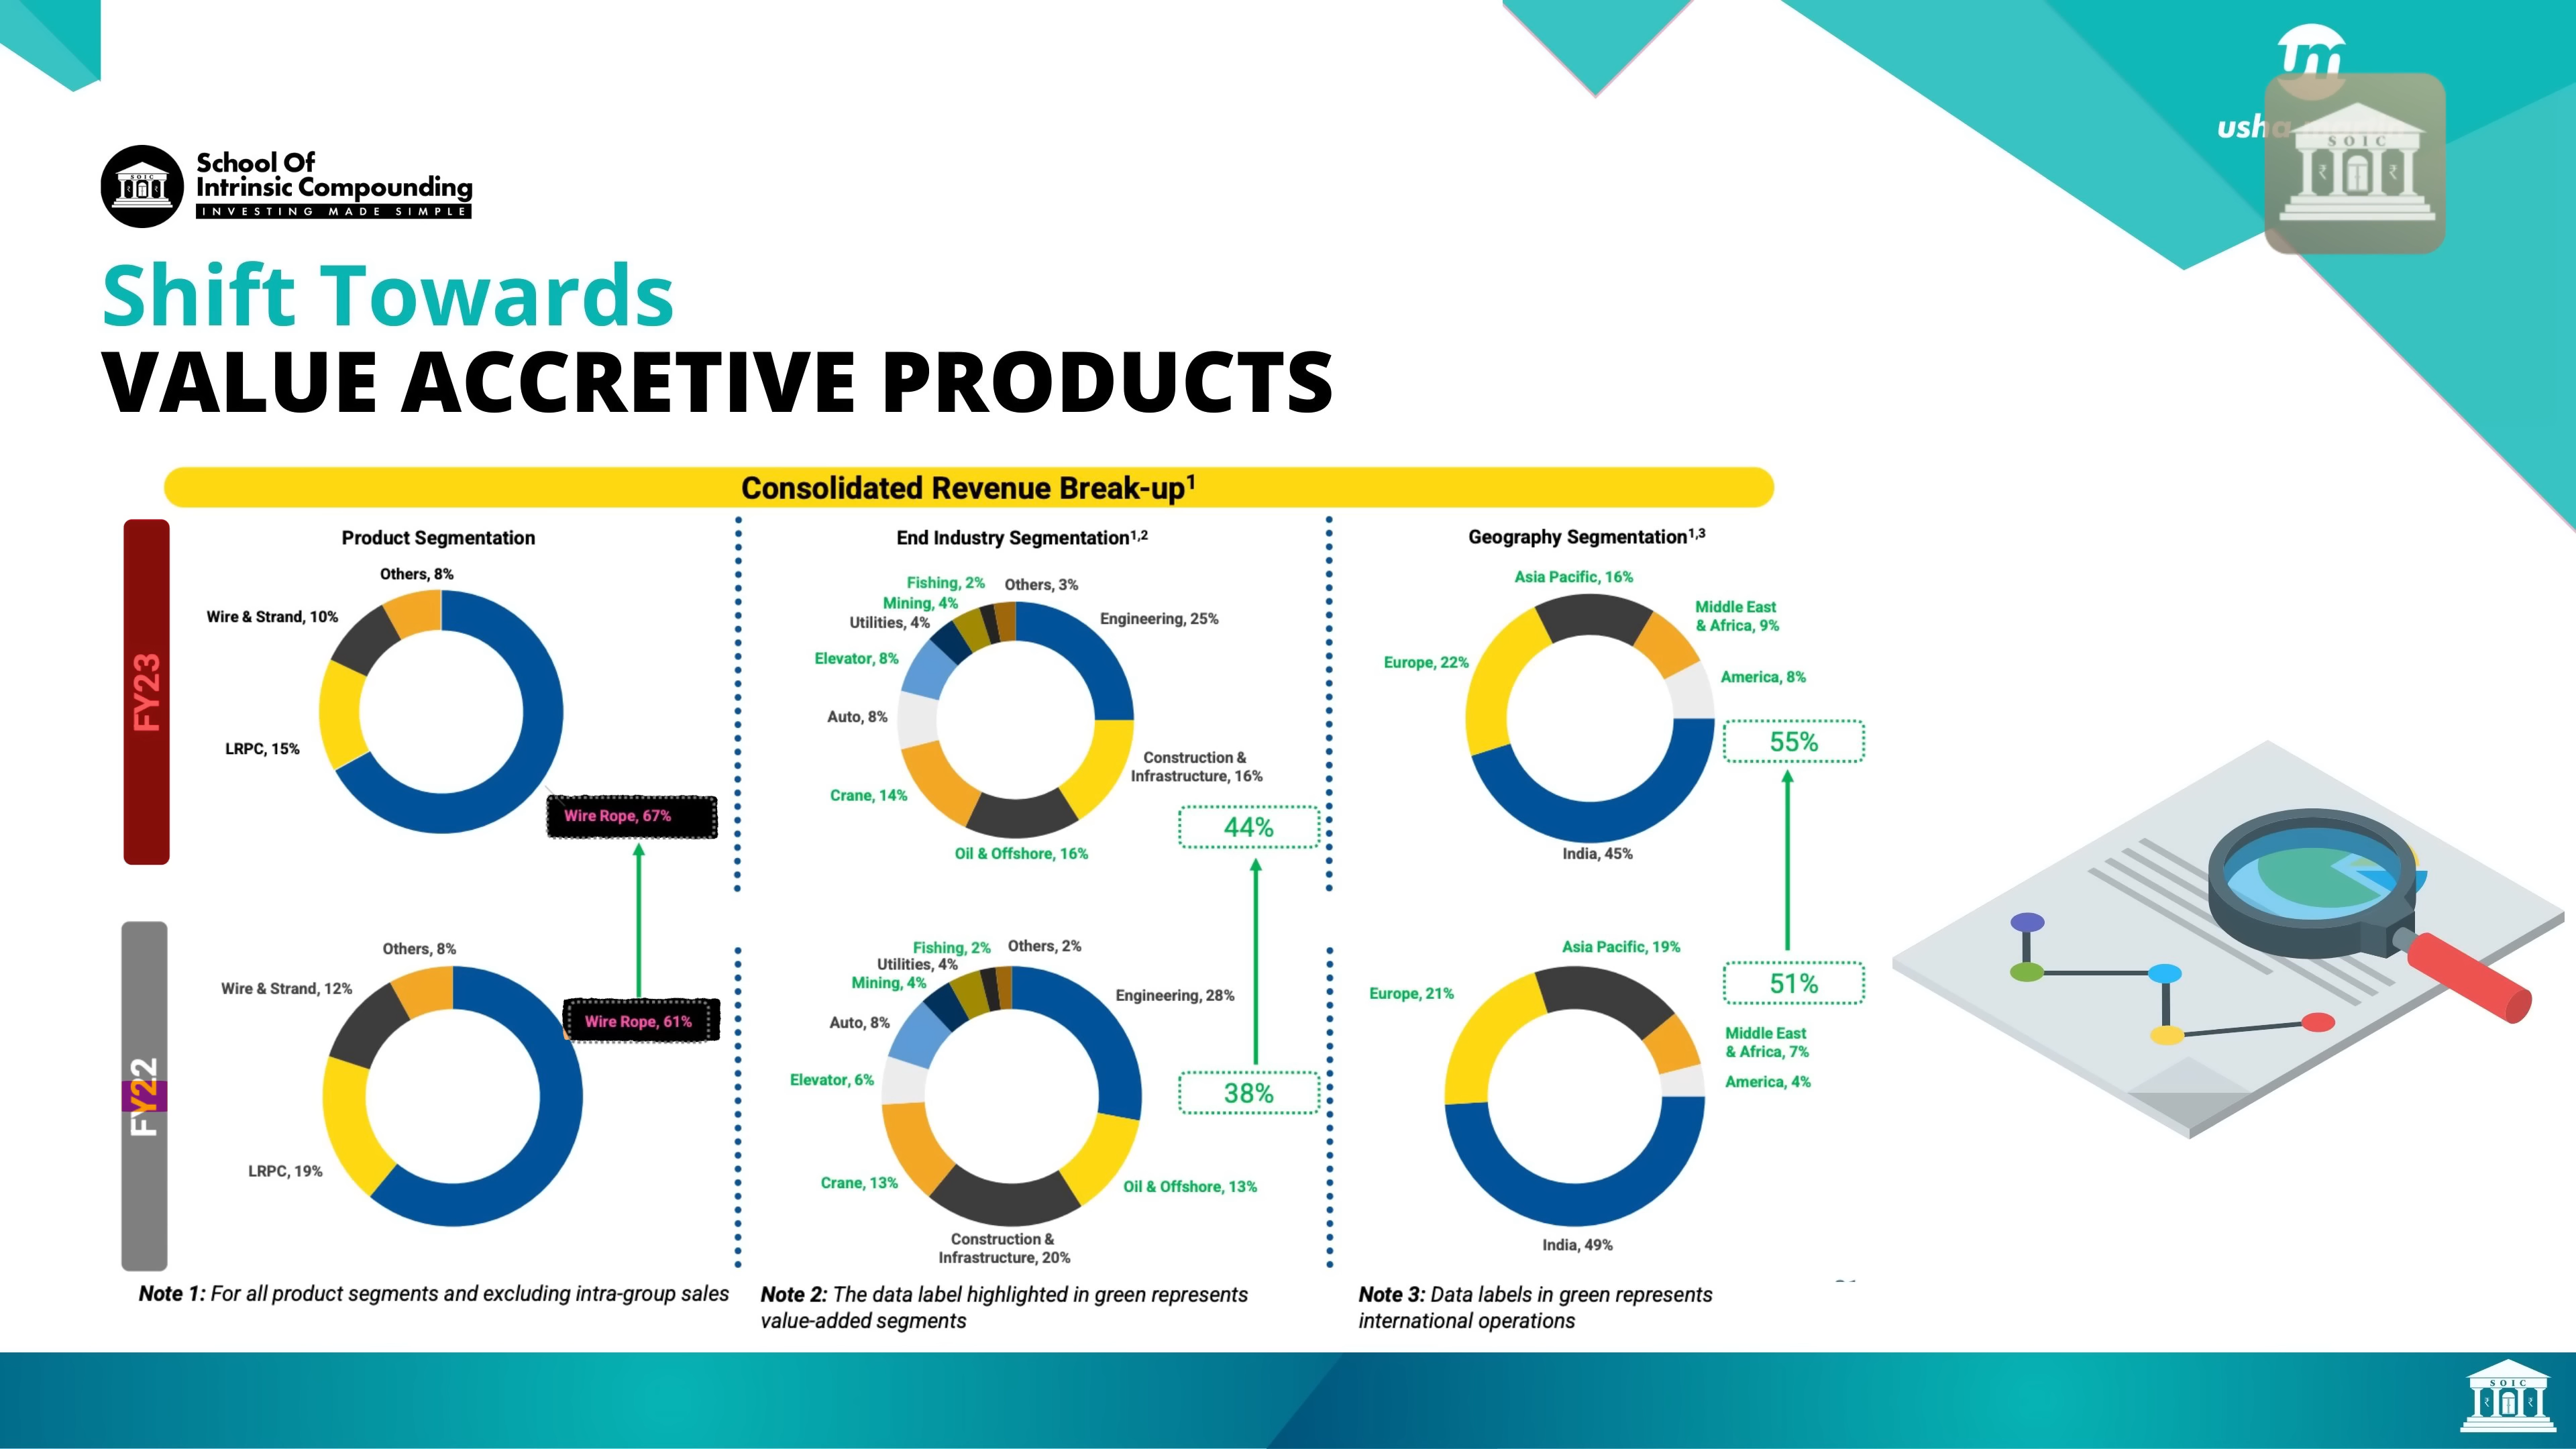 usha
SOIC
School Of
Intrinsic Compounding
INVESTING MADE SIMPLE
Shift Towards
VALUE ACCRETIVE PRODUCTS
Consolidated Revenue Break-up¹
FY23
Product Segmentation
Others, 8%
Wire & Strand, 10%
LRPC, 15%
Wire Rope, 67%
End Industry Segmentation¹,²
Fishing, 2%
Others, 3%
Mining, 4%
Utilities, 4%
Engineering, 25%
Elevator, 8%
Auto, 8%
Construction &
Infrastructure, 16%
Crane, 14%
Oil & Offshore, 16%
44%
Geography Segmentation¹,³
Asia Pacific, 16%
Middle East
& Africa, 9%
Europe, 22%
America, 8%
55%
India, 45%
FY22
Others, 8%
Wire & Strand, 12%
Wire Rope, 61%
LRPC, 19%
Fishing, 2%
Others, 2%
Utilities, 4%
Mining, 4%
Engineering, 28%
Auto, 8%
Elevator, 6%
38%
Crane, 13%
Oil & Offshore, 13%
Construction &
Infrastructure, 20%
Asia Pacific, 19%
Europe, 21%
51%
Middle East
& Africa, 7%
America, 4%
India, 49%
Note 1: For all product segments and excluding intra-group sales
Note 2: The data label highlighted in green represents
value-added segments
Note 3: Data labels in green represents
international operations
SOIC